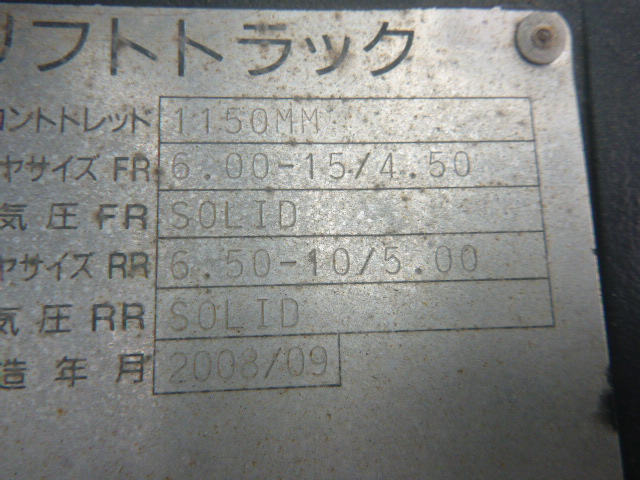 リフトトラック
ロントトレッド 1150MM
ヤサイズ FR 6.00-15/4.50
気圧 FR SOLID
ヤサイズ RR 6.50-10/5.00
気圧 RR SOLID
造年月 2008/09